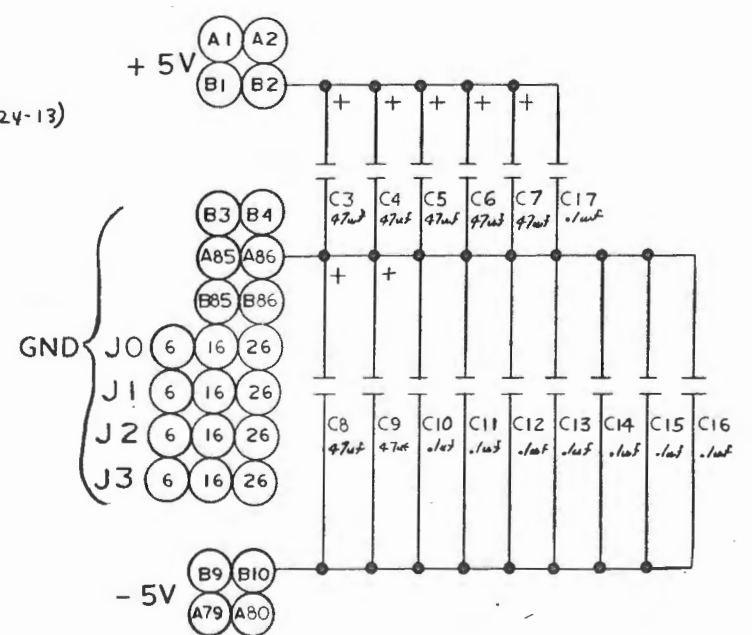 A1 A2
+ 5V B1 B2
24-13)
+ + + + +
C3 C4 C5 C6 C7 C17
47uf 47uf 47uf 47uf 47uf .1uf
B3 B4
A85 A86
+ +
B85 B86
GND J0 6 16 26
J1 6 16 26
J2 6 16 26
J3 6 16 26
C8 C9 C10 C11 C12 C13 C14 C15 C16
47uf 47uf .1uf .1uf .1uf .1uf .1uf .1uf .1uf
B9 B10
- 5V A79 A80